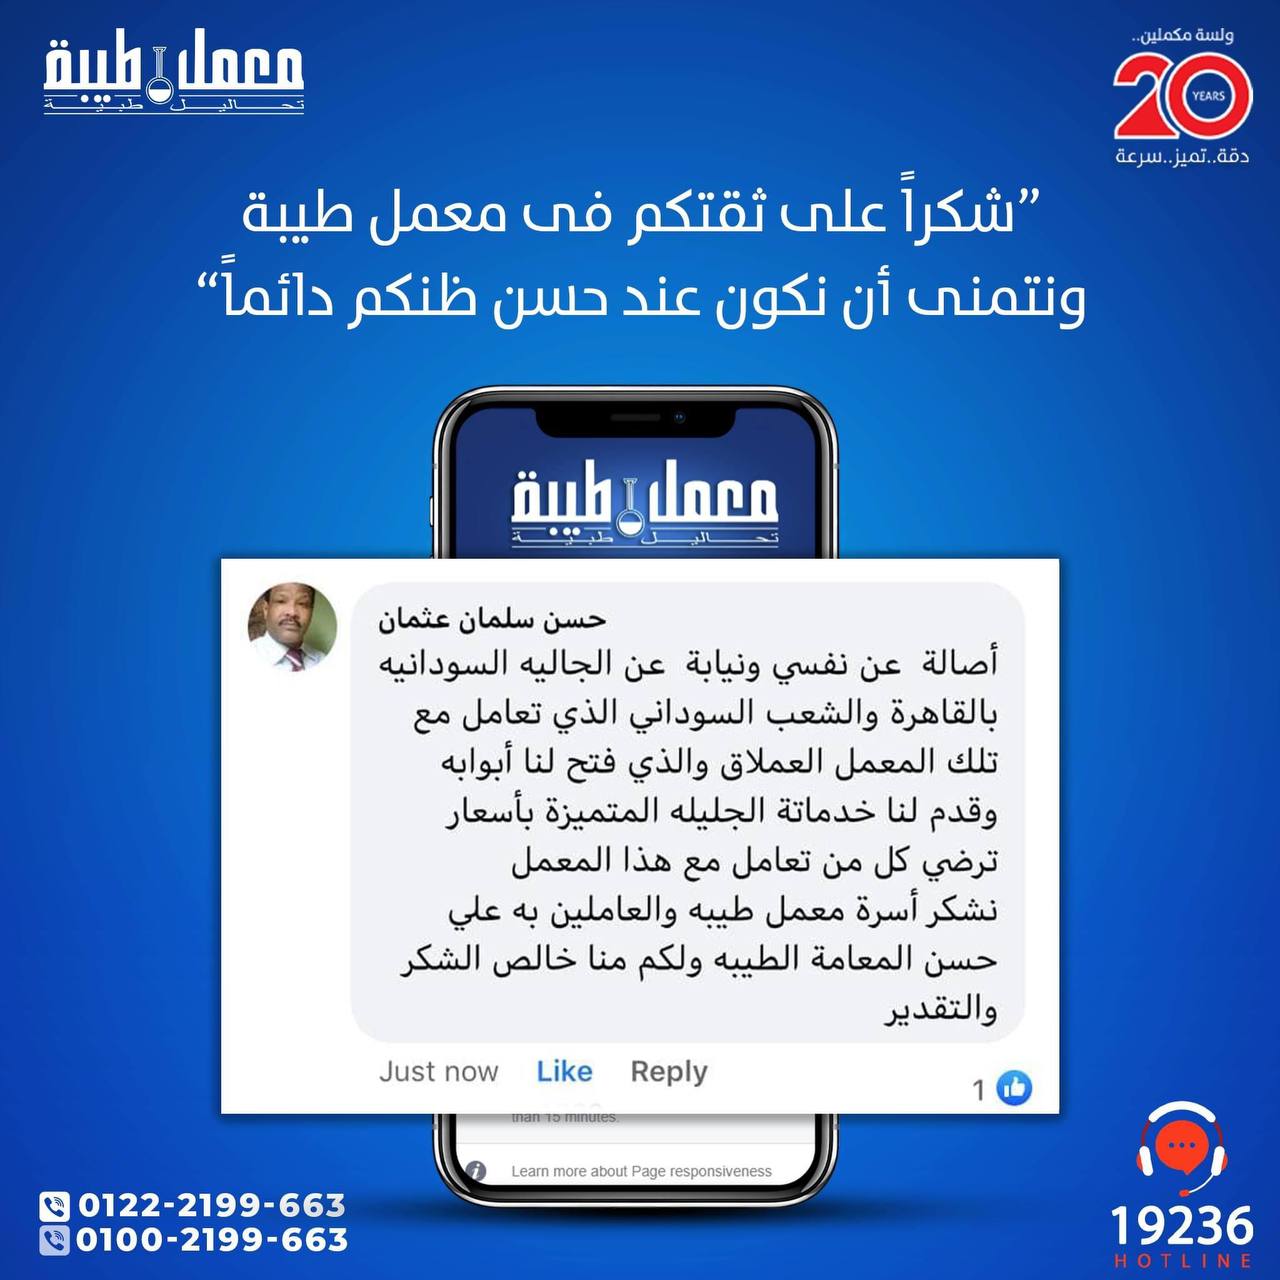 معمل طيبة
تحاليل طبية
ولسة مكملين..
20
YEARS
دقة..تميز..سرعة
”شكراً على ثقتكم فى معمل طيبة
ونتمنى أن نكون عند حسن ظنكم دائماً“
معمل طيبة
تحاليل طبية
حسن سلمان عثمان
أصالة عن نفسي ونيابة عن الجاليه السودانيه
بالقاهرة والشعب السوداني الذي تعامل مع
تلك المعمل العملاق والذي فتح لنا أبوابه
وقدم لنا خدماتة الجليله المتميزة بأسعار
ترضي كل من تعامل مع هذا المعمل
نشكر أسرة معمل طيبه والعاملين به علي
حسن المعامة الطيبه ولكم منا خالص الشكر
والتقدير
Just now Like Reply
1
than 15 minutes.
Learn more about Page responsiveness
0122-2199-663
0100-2199-663
19236
HOTLINE